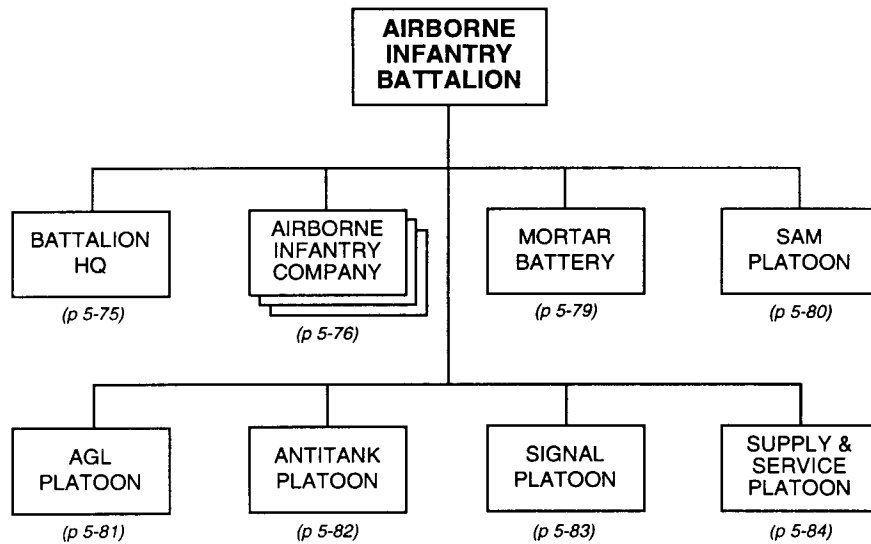 AIRBORNE
INFANTRY
BATTALION
BATTALION
HQ
(p 5-75)
AIRBORNE
INFANTRY
COMPANY
(p 5-76)
MORTAR
BATTERY
(p 5-79)
SAM
PLATOON
(p 5-80)
AGL
PLATOON
(p 5-81)
ANTITANK
PLATOON
(p 5-82)
SIGNAL
PLATOON
(p 5-83)
SUPPLY &
SERVICE
PLATOON
(p 5-84)